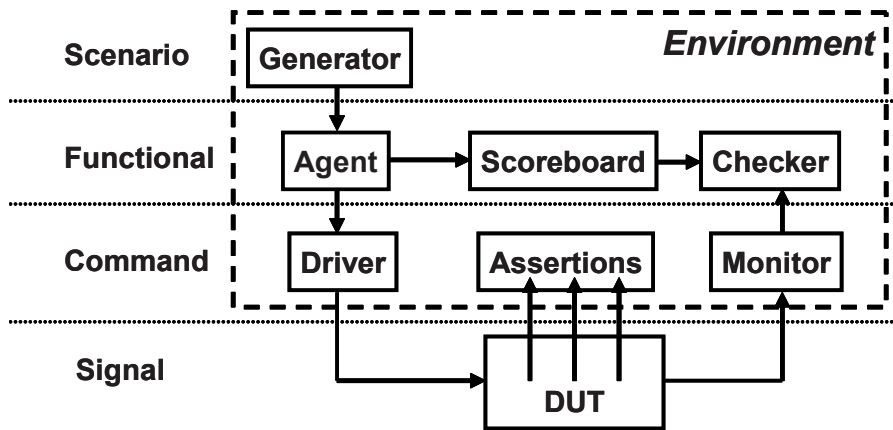 Environment
Scenario
Generator
Functional
Agent
Scoreboard
Checker
Command
Driver
Assertions
Monitor
Signal
DUT